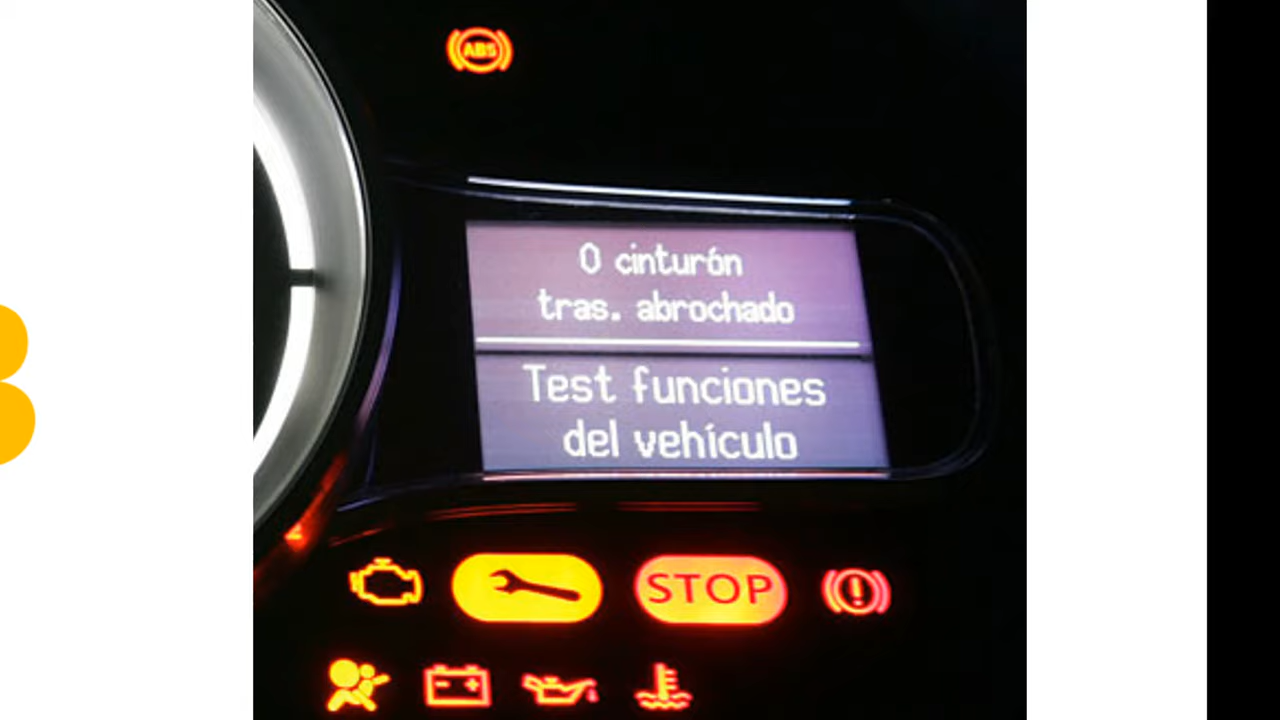 ABS
0 cinturón
tras. abrochado
Test funciones
del vehículo
STOP